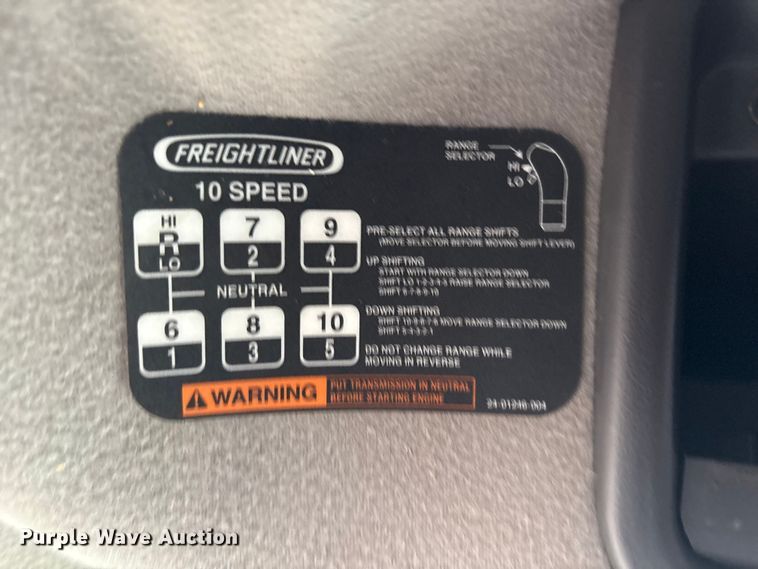 FREIGHTLINER
10 SPEED
RANGE
SELECTOR
HI
LO
HI
R
LO
7
2
9
4
NEUTRAL
6
1
8
3
10
5
PRE-SELECT ALL RANGE SHIFTS
(MOVE SELECTOR BEFORE MOVING SHIFT LEVER)
UP SHIFTING
START WITH RANGE SELECTOR DOWN
SHIFT LO 1-2-3-4-5 RAISE RANGE SELECTOR
SHIFT 6-7-8-9-10
DOWN SHIFTING
SHIFT 10-9-8-7-6 MOVE RANGE SELECTOR DOWN
SHIFT 5-4-3-2-1
DO NOT CHANGE RANGE WHILE
MOVING IN REVERSE
WARNING
PUT TRANSMISSION IN NEUTRAL
BEFORE STARTING ENGINE
24-01246-004
Purple Wave Auction